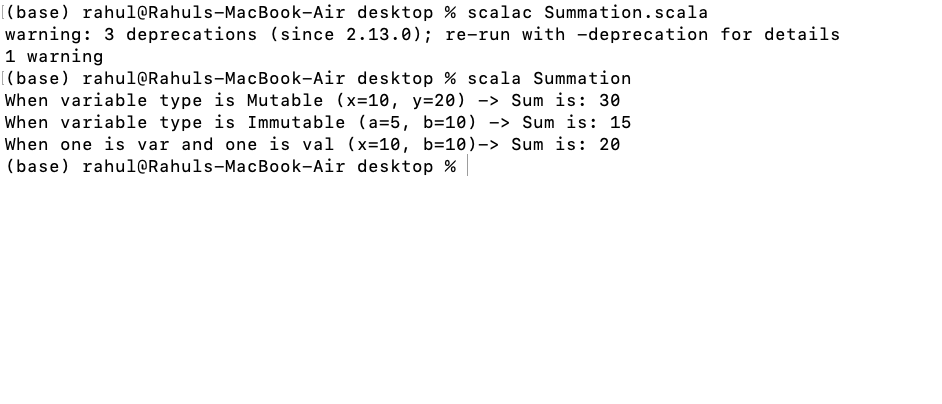 (base) rahul@Rahuls-MacBook-Air desktop % scalac Summation.scala
warning: 3 deprecations (since 2.13.0); re-run with -deprecation for details
1 warning
(base) rahul@Rahuls-MacBook-Air desktop % scala Summation
When variable type is Mutable (x=10, y=20) -> Sum is: 30
When variable type is Immutable (a=5, b=10) -> Sum is: 15
When one is var and one is val (x=10, b=10)-> Sum is: 20
(base) rahul@Rahuls-MacBook-Air desktop %